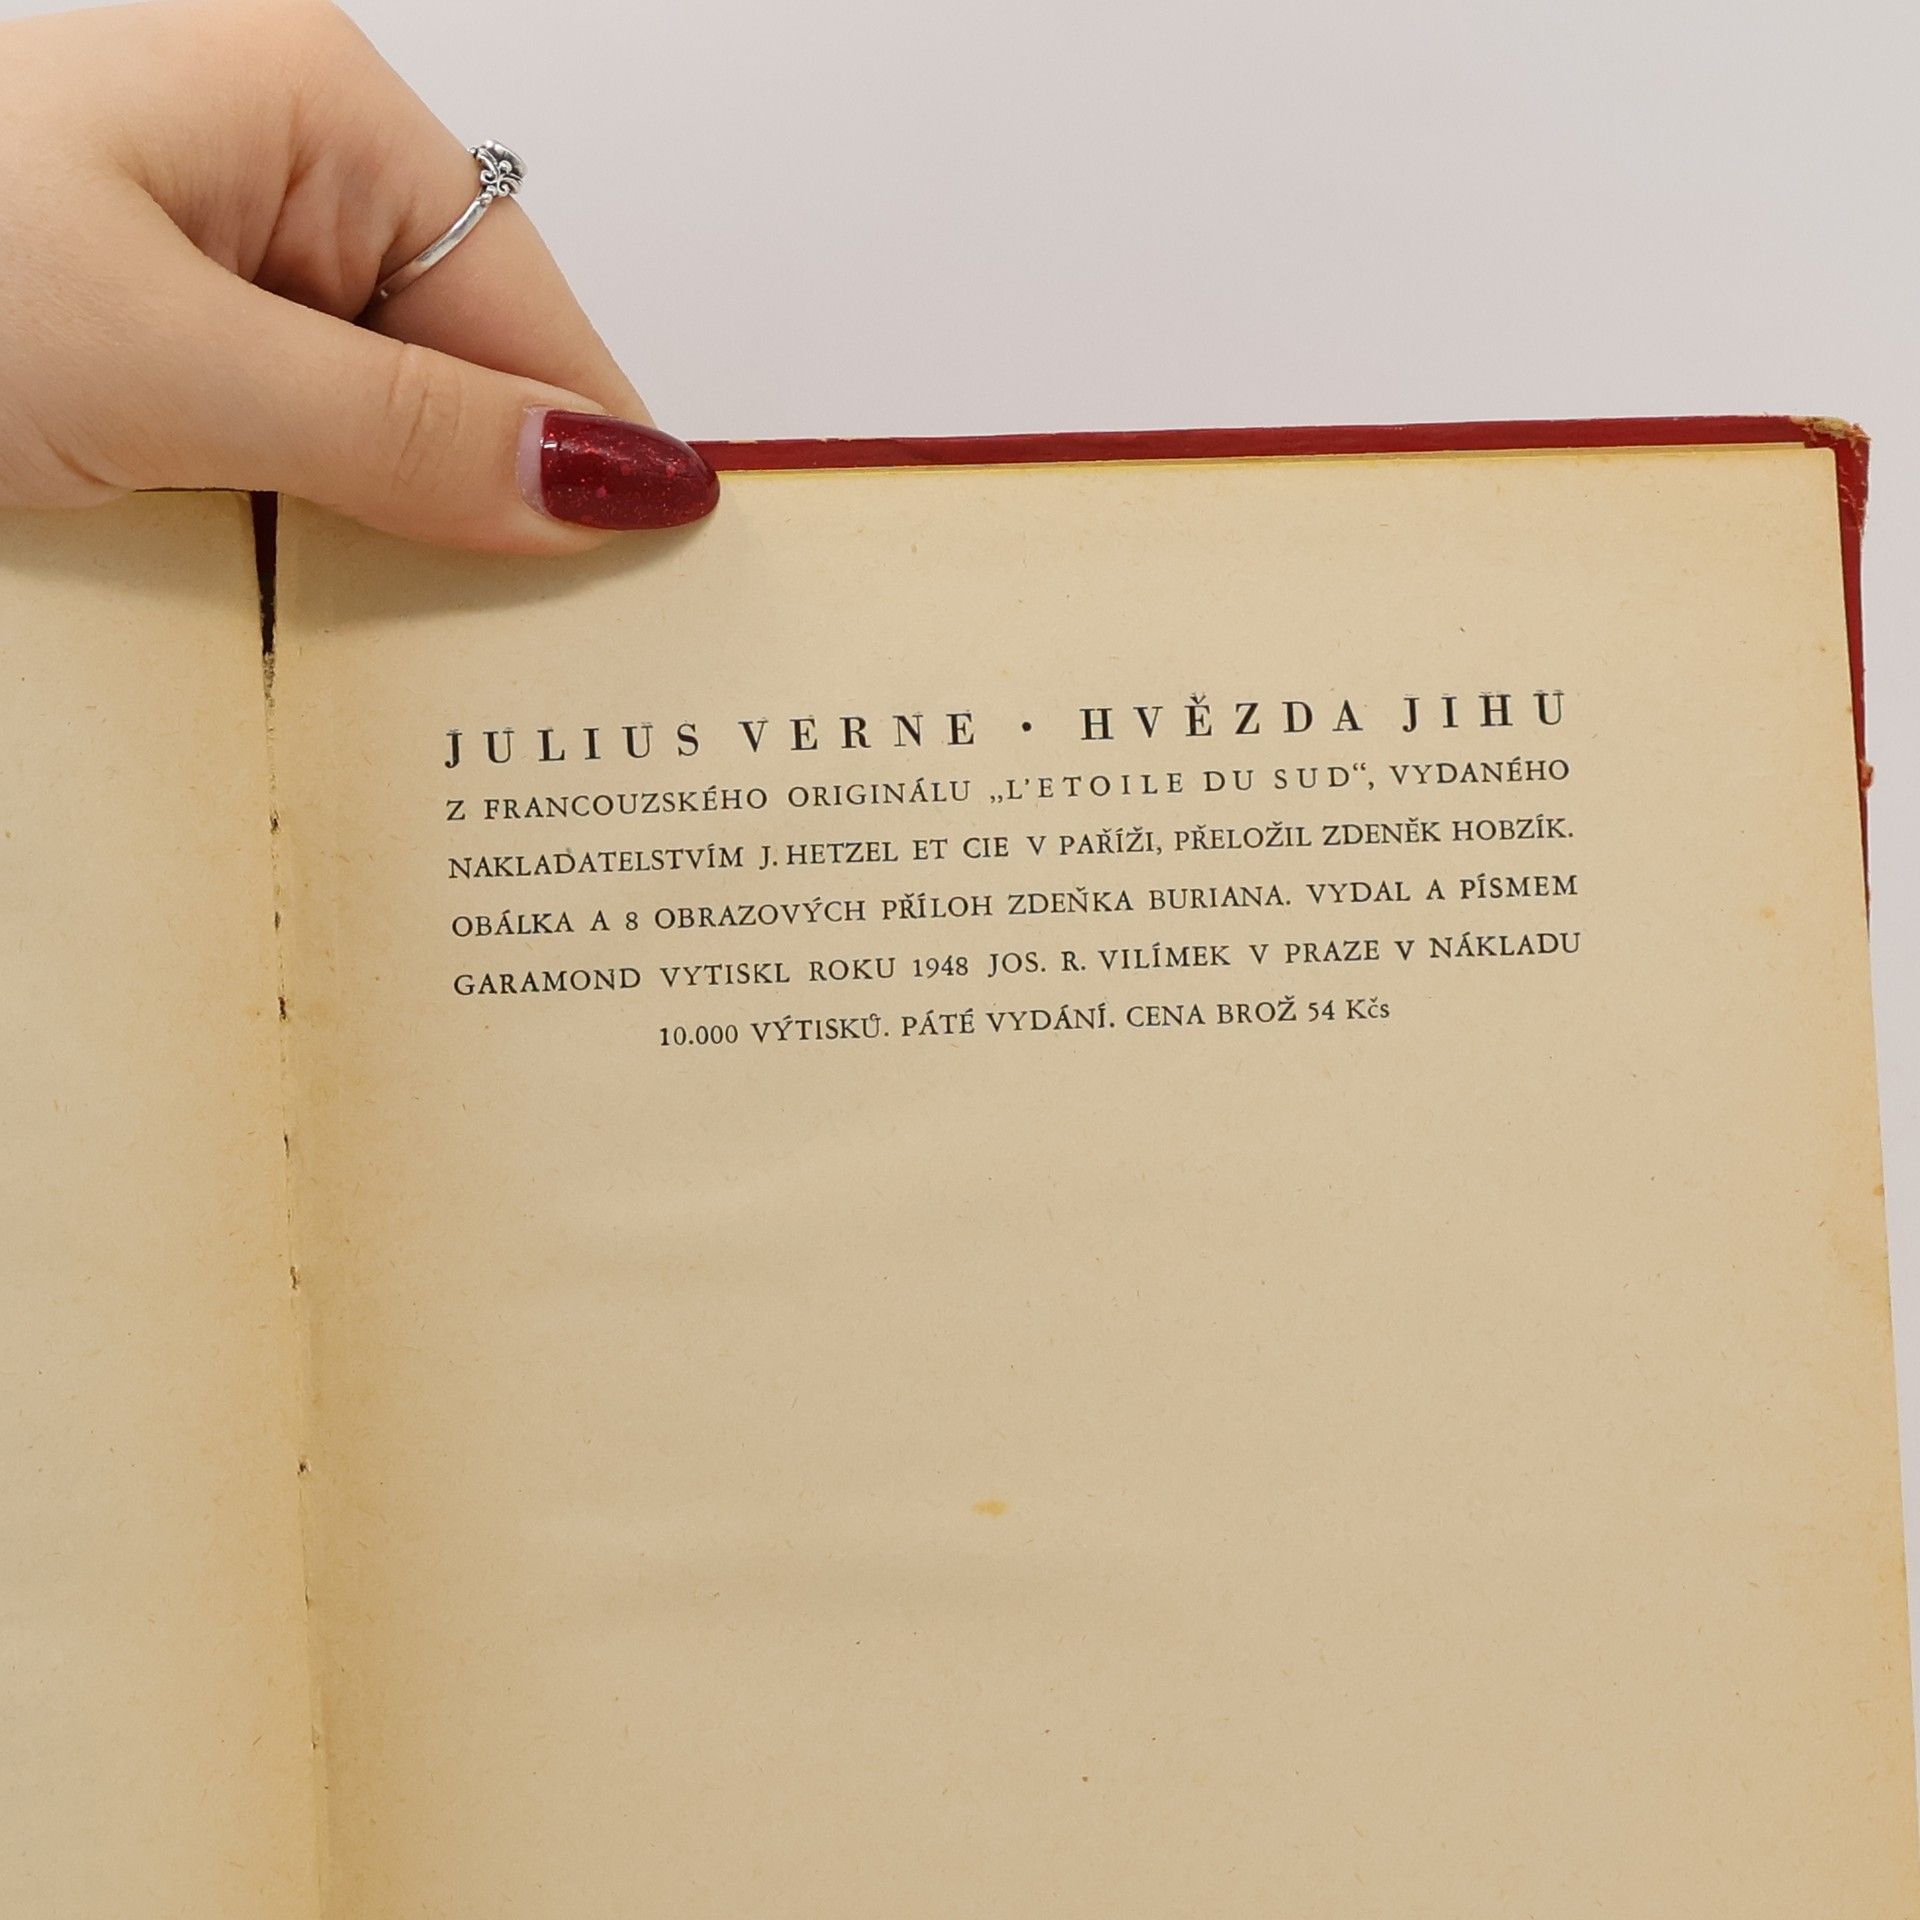 JULIUS VERNE • HVĚZDA JIHU
Z FRANCOUZSKÉHO ORIGINÁLU „L'ETOILE DU SUD“, VYDANÉHO
NAKLADATELSTVÍM J. HETZEL ET CIE V PAŘÍŽI, PŘELOŽIL ZDENĚK HOBZÍK.
OBÁLKA A 8 OBRAZOVÝCH PŘÍLOH ZDEŇKA BURIANA. VYDAL A PÍSMEM
GARAMOND VYTISKL ROKU 1948 JOS. R. VILÍMEK V PRAZE V NÁKLADU
10.000 VÝTISKŮ. PÁTÉ VYDÁNÍ. CENA BROŽ 54 Kčs